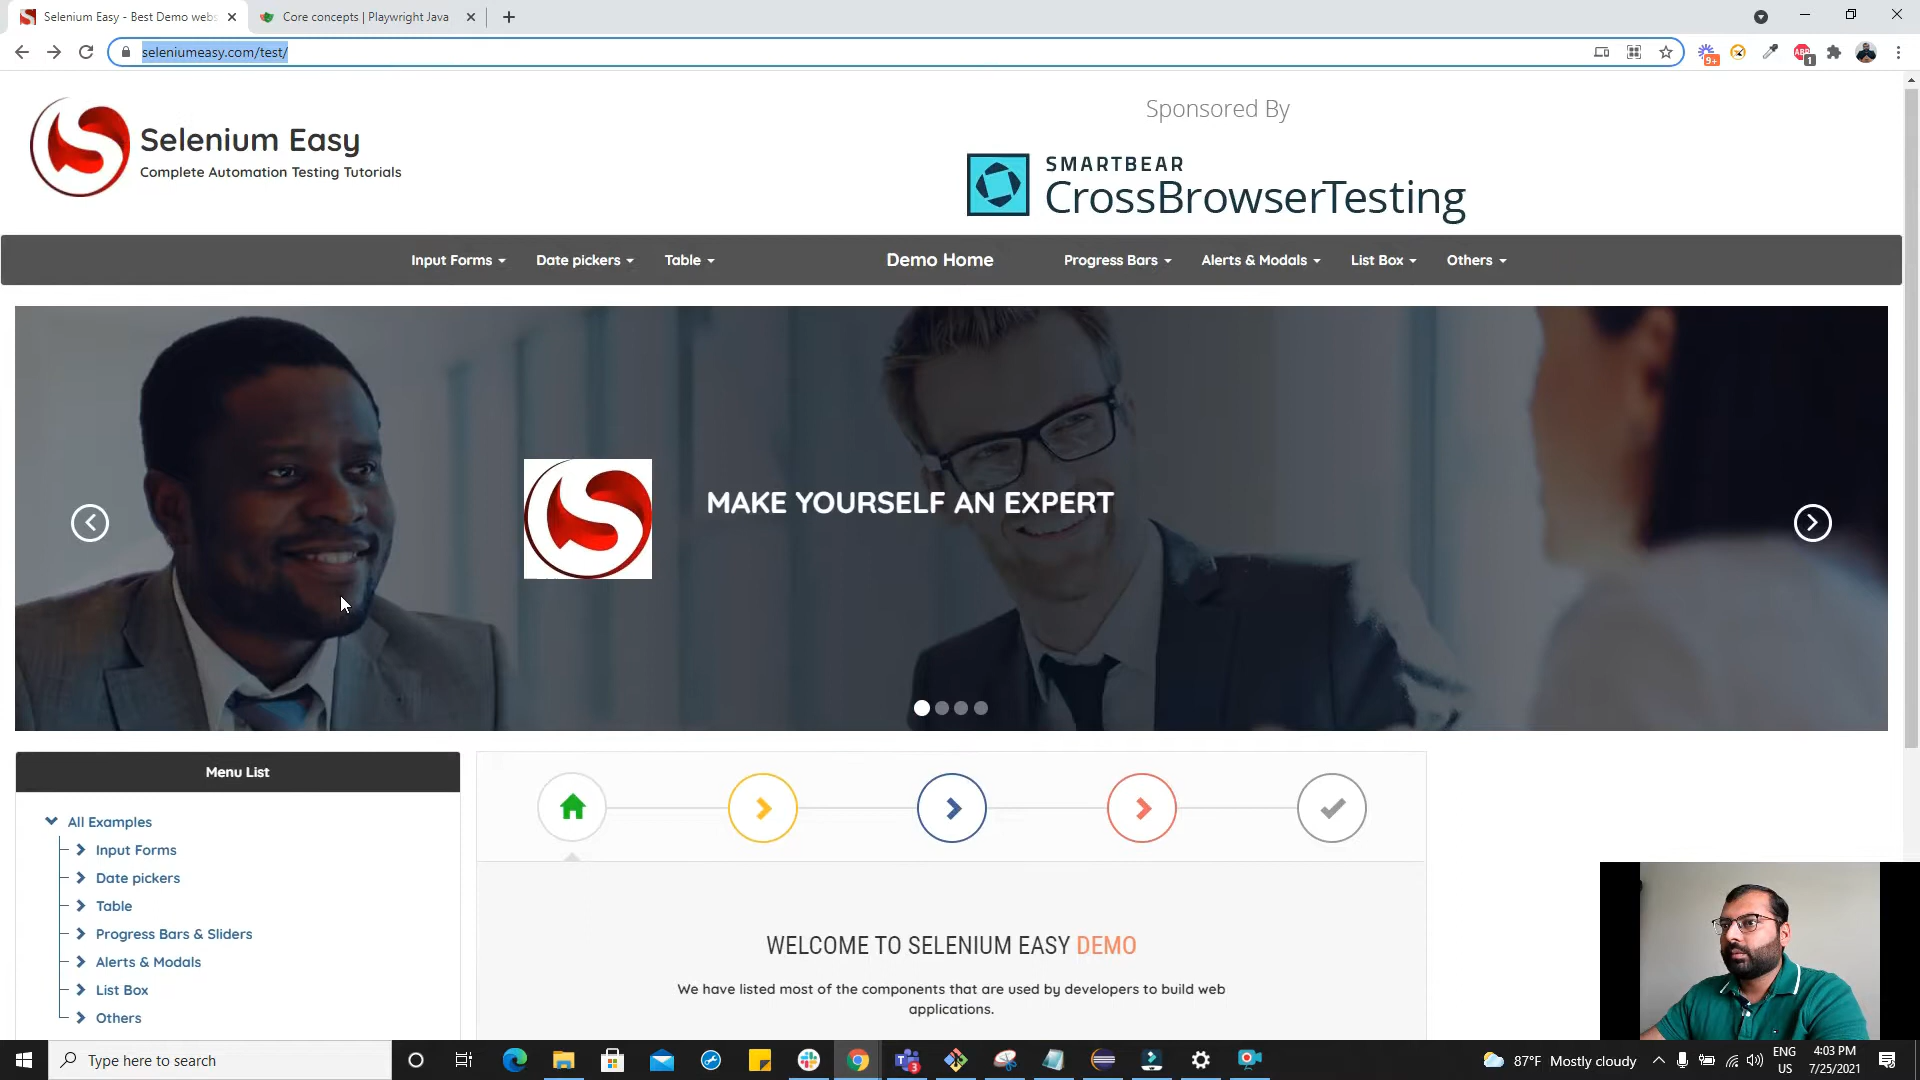 Selenium Easy - Best Demo webs
Core concepts | Playwright Java
seleniumeasy.com/test/
9+
ABP
1
Selenium Easy
Complete Automation Testing Tutorials
Sponsored By
SMARTBEAR
CrossBrowserTesting
Input Forms
Date pickers
Table
Demo Home
Progress Bars
Alerts & Modals
List Box
Others
MAKE YOURSELF AN EXPERT
Menu List
All Examples
Input Forms
Date pickers
Table
Progress Bars & Sliders
Alerts & Modals
List Box
Others
WELCOME TO SELENIUM EASY DEMO
We have listed most of the components that are used by developers to build web
applications.
Type here to search
3
87°F Mostly cloudy
ENG
US
4:03 PM
7/25/2021